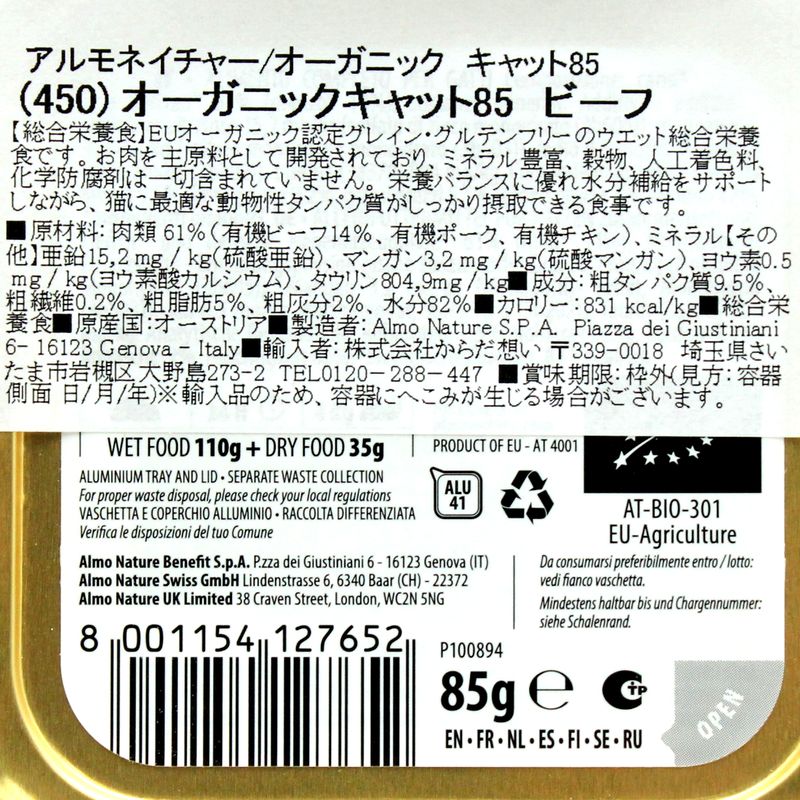 アルモネイチャー/オーガニック キャット85
(450)オーガニックキャット85 ビーフ
【総合栄養食】EUオーガニック認定グレイン・グルテンフリーのウエット総合栄養
食です。お肉を主原料として開発されており、ミネラル豊富、穀物、人工着色料、
化学防腐剤は一切含まれていません。栄養バランスに優れ水分補給をサポート
しながら、猫に最適な動物性タンパク質がしっかり摂取できる食事です。
■原材料:肉類 61%(有機ビーフ14%、有機ポーク、有機チキン)、ミネラル【その
他】亜鉛15,2 mg / kg(硫酸亜鉛)、マンガン3,2 mg / kg(硫酸マンガン)、ヨウ素0.5
mg / kg(ヨウ素酸カルシウム)、タウリン 804,9mg / kg■成分:粗タンパク質9.5%、
粗繊維0.2%、粗脂肪5%、粗灰分2%、水分82%■カロリー:831 kcal/kg■総合栄
養食■原産国:オーストリア■製造者:Almo Nature S.P.A. Piazza dei Giustiniani
6- 16123 Genova - Italy■輸入者:株式会社からだ想い 〒339-0018 埼玉県さい
たま市岩槻区大野島273-2 TEL0120-288-447 ■賞味期限:枠外(見方:容器
側面 日/月/年)※輸入品のため、容器にへこみが生じる場合がございます。
WET FOOD 110g + DRY FOOD 35g
PRODUCT OF EU - AT 4001
ALUMINIUM TRAY AND LID • SEPARATE WASTE COLLECTION
For proper waste disposal, please check your local regulations
VASCHETTA E COPERCHIO ALLUMINIO • RACCOLTA DIFFERENZIATA
Verifica le disposizioni del tuo Comune
ALU
41
AT-BIO-301
EU-Agriculture
Almo Nature Benefit S.p.A. P.zza dei Giustiniani 6 - 16123 Genova (IT)
Almo Nature Swiss GmbH Lindenstrasse 6, 6340 Baar (CH) - 22372
Almo Nature UK Limited 38 Craven Street, London, WC2N 5NG
Da consumarsi preferibilmente entro / lotto:
vedi fianco vaschetta.
Mindestens haltbar bis und Chargennummer:
siehe Schalenrand.
8 001154 127652
P100894
85g ℮
EN • FR • NL • ES • FI • SE • RU
OPEN